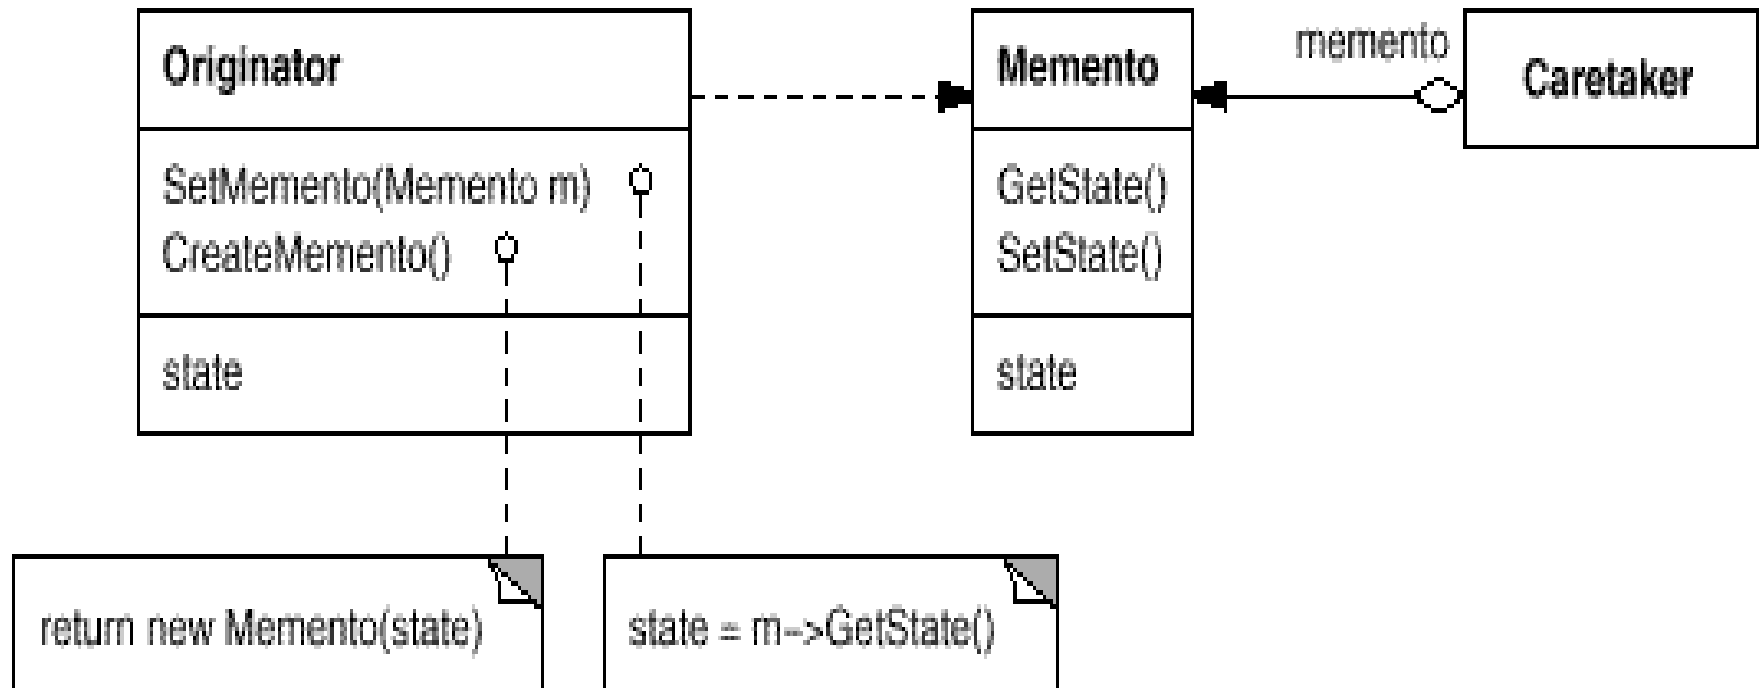 Originator
SetMemento(Memento m)
CreateMemento()
state
Memento
GetState()
SetState()
state
memento
Caretaker
return new Memento(state)
state = m->GetState()